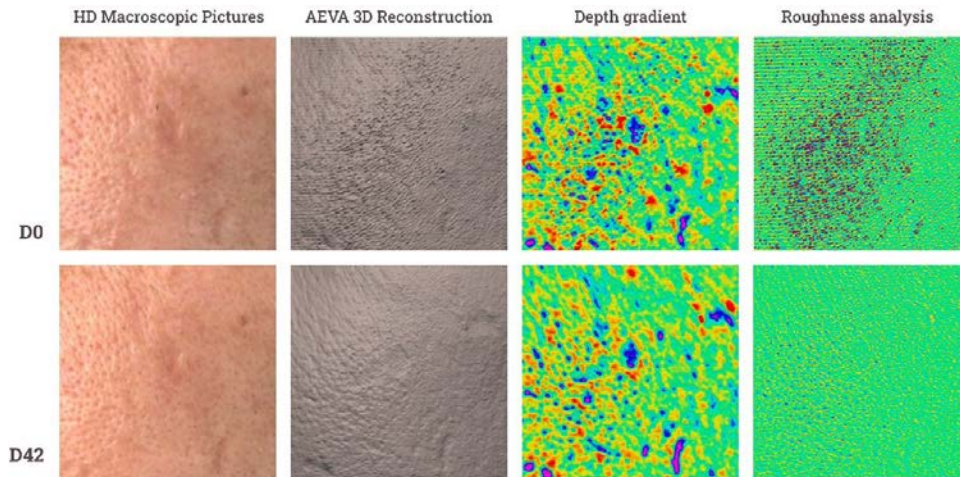 HD Macroscopic Pictures
AEVA 3D Reconstruction
Depth gradient
Roughness analysis
D0
D42